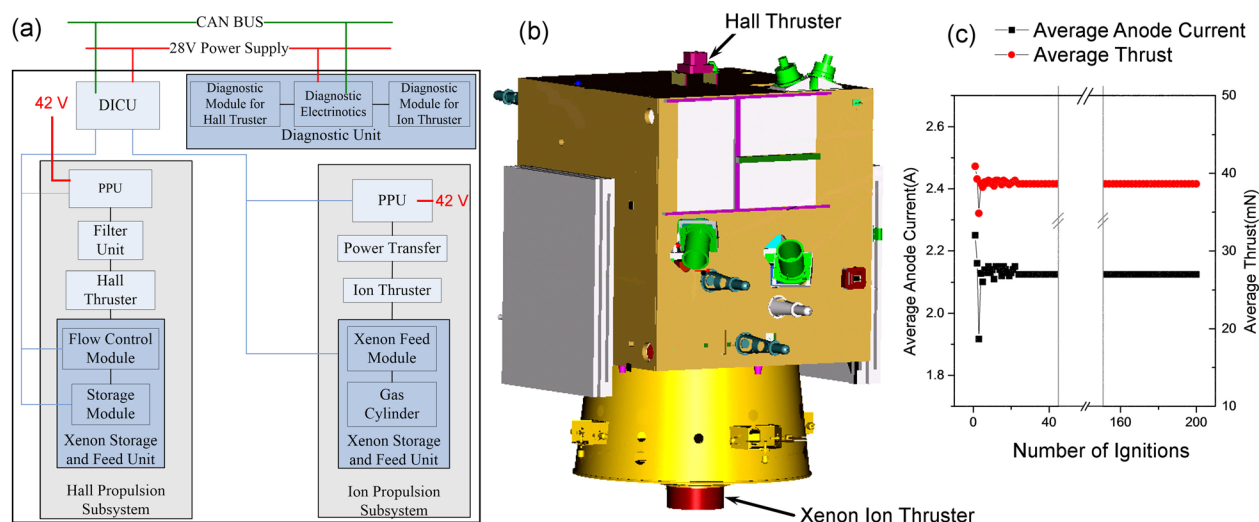 (a)
CAN BUS
28V Power Supply
42 V
DICU
Diagnostic
Module for
Hall Truster
Diagnostic
Electrinotics
Diagnostic
Module for
Ion Thruster
Diagnostic Unit
PPU
Filter
Unit
Hall
Thruster
Flow Control
Module
Storage
Module
Xenon Storage
and Feed Unit
Hall Propulsion
Subsystem
PPU
42 V
Power Transfer
Ion Thruster
Xenon Feed
Module
Gas
Cylinder
Xenon Storage
and Feed Unit
Ion Propulsion
Subsystem
(b)
Hall Thruster
Xenon Ion Thruster
(c)
Average Anode Current
Average Thrust
Average Anode Current(A)
2.6
2.4
2.2
2.0
1.8
50
40
30
20
10
Average Thrust(mN)
0
40
160
200
Number of Ignitions